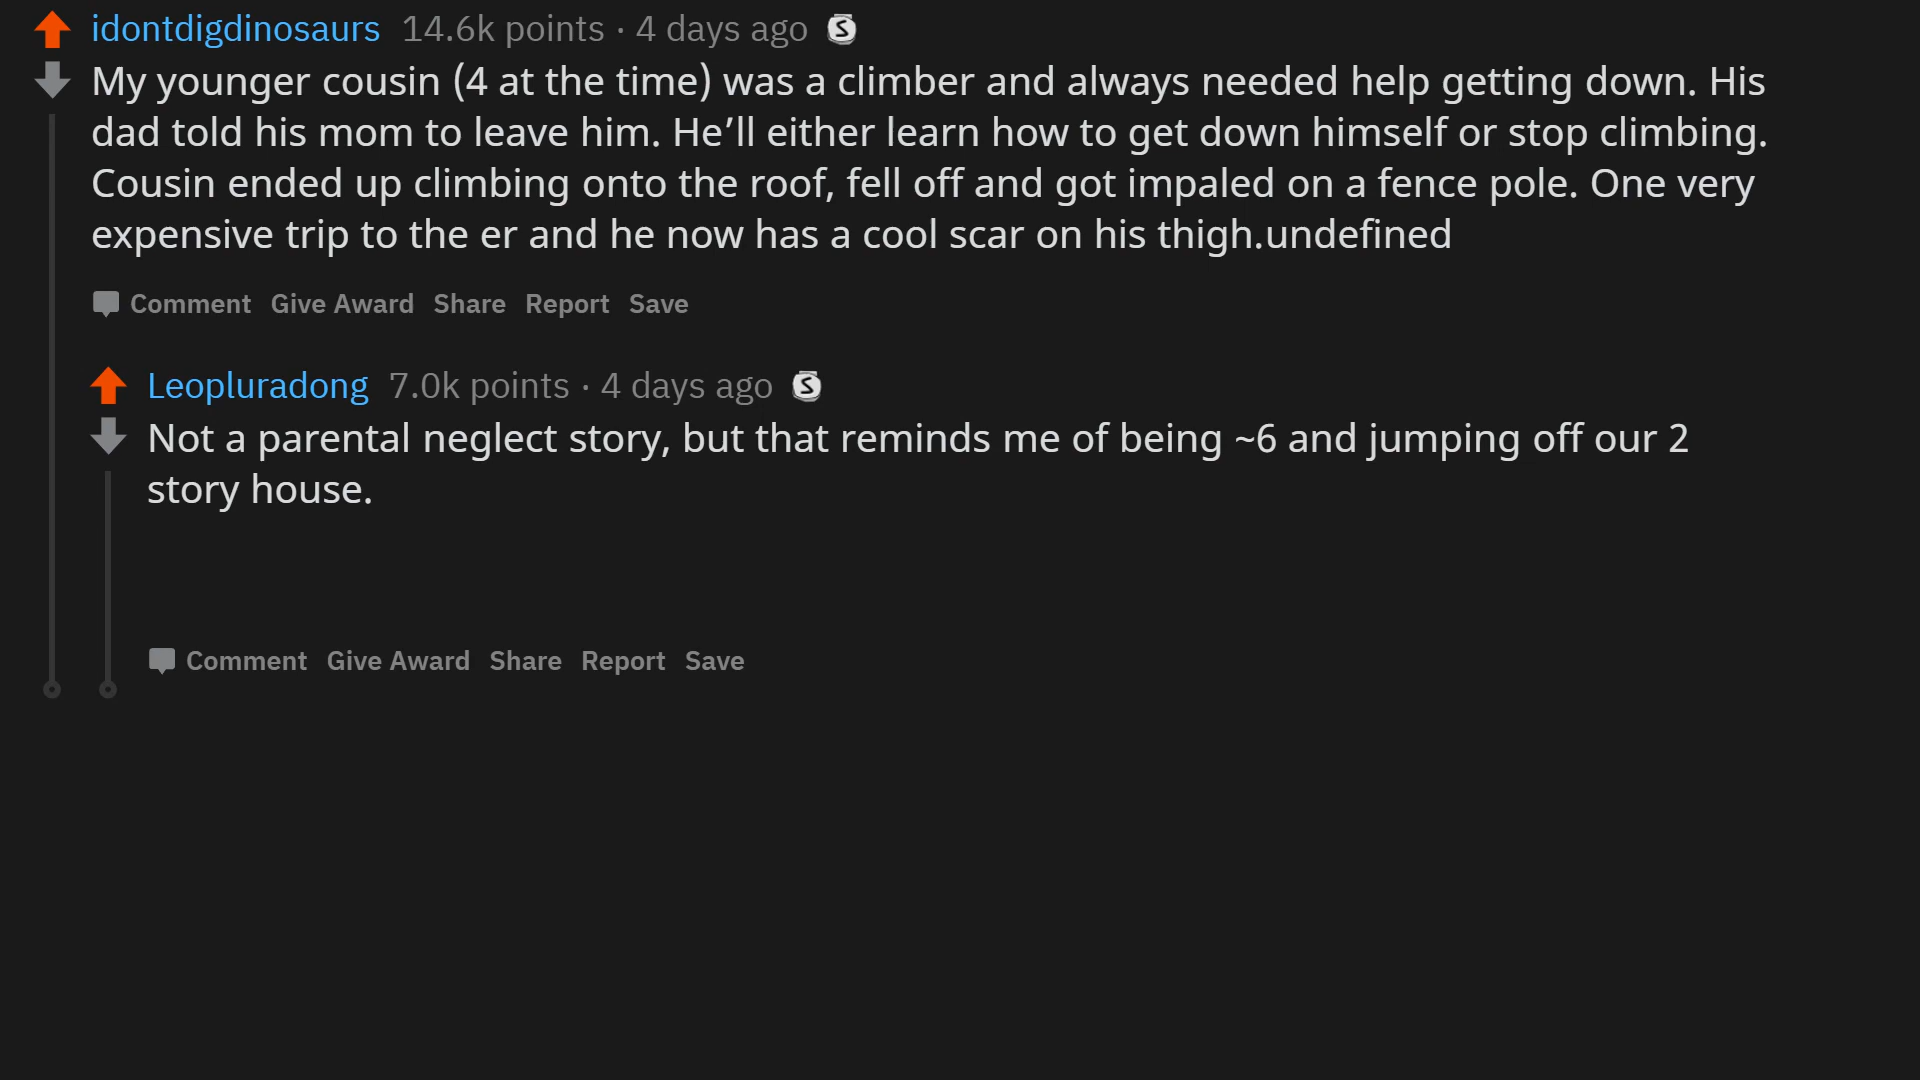 idontdigdinosaurs 14.6k points · 4 days ago S
My younger cousin (4 at the time) was a climber and always needed help getting down. His
dad told his mom to leave him. He’ll either learn how to get down himself or stop climbing.
Cousin ended up climbing onto the roof, fell off and got impaled on a fence pole. One very
expensive trip to the er and he now has a cool scar on his thigh.undefined
Comment Give Award Share Report Save
Leopluradong 7.0k points · 4 days ago S
Not a parental neglect story, but that reminds me of being ~6 and jumping off our 2
story house.
Comment Give Award Share Report Save